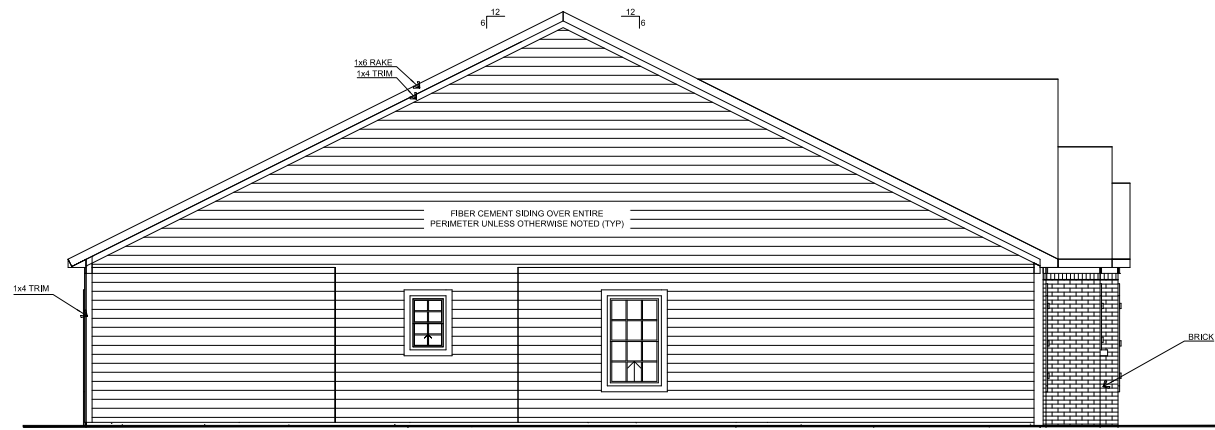 12
6
12
6
1x6 RAKE
1x4 TRIM
FIBER CEMENT SIDING OVER ENTIRE
PERIMETER UNLESS OTHERWISE NOTED (TYP)
1x4 TRIM
BRICK